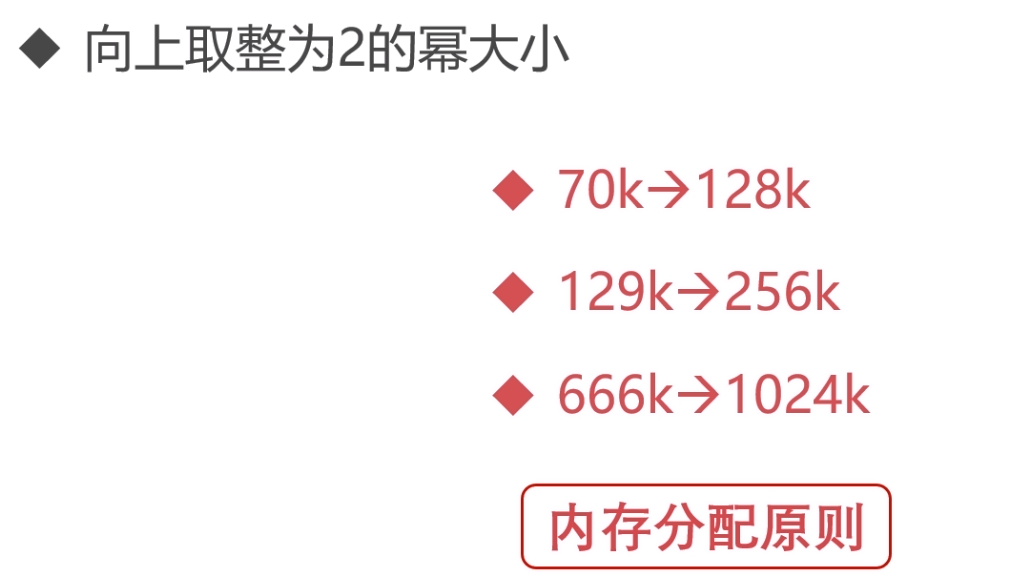 ◆ 向上取整为2的幂大小
◆ 70k→128k
◆ 129k→256k
◆ 666k→1024k
内存分配原则